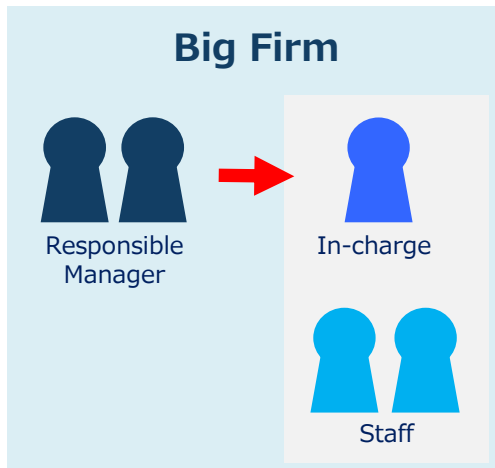 Big Firm
Responsible
Manager
In-charge
Staff